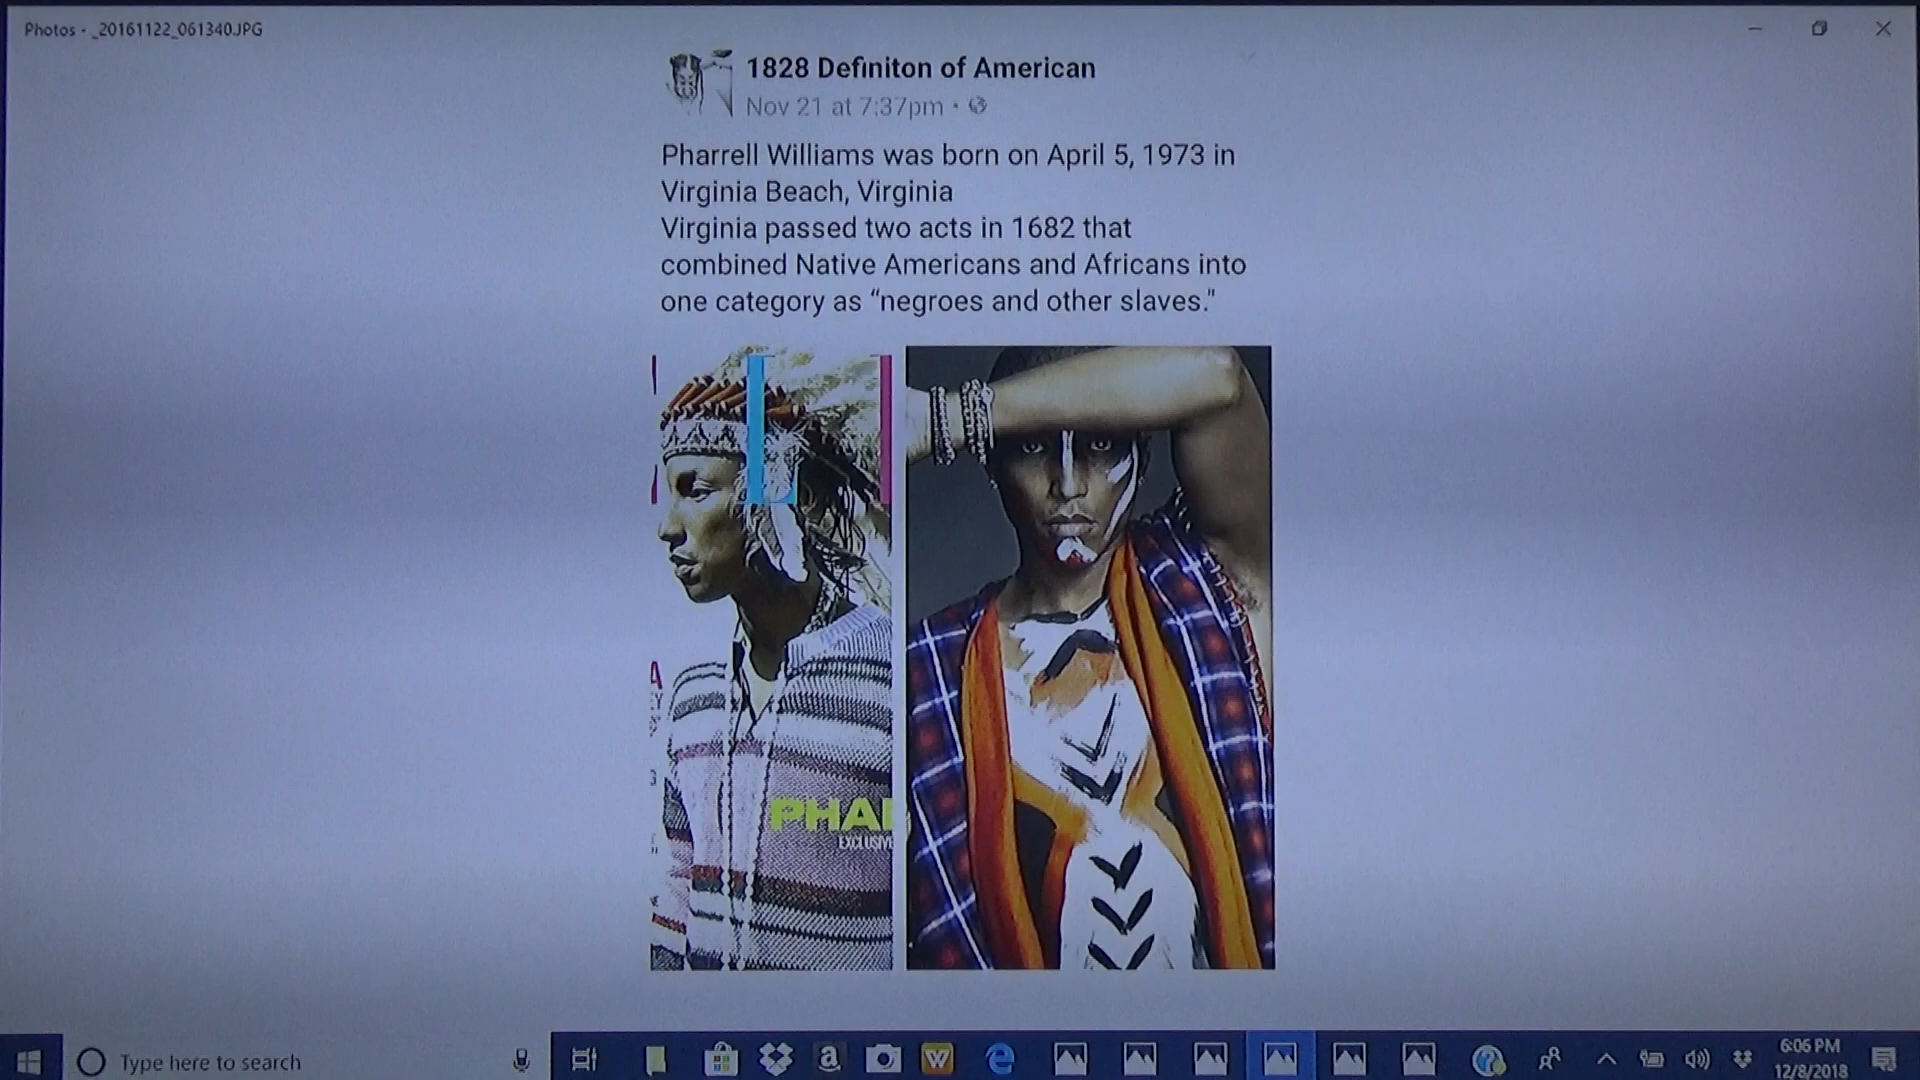 Photos - _20161122_061340.JPG
1828 Definiton of American
Nov 21 at 7:37pm ·
Pharrell Williams was born on April 5, 1973 in
Virginia Beach, Virginia
Virginia passed two acts in 1682 that
combined Native Americans and Africans into
one category as “negroes and other slaves."
A
PHA
EXCLUSIV
Type here to search
6:06 PM
12/8/2018